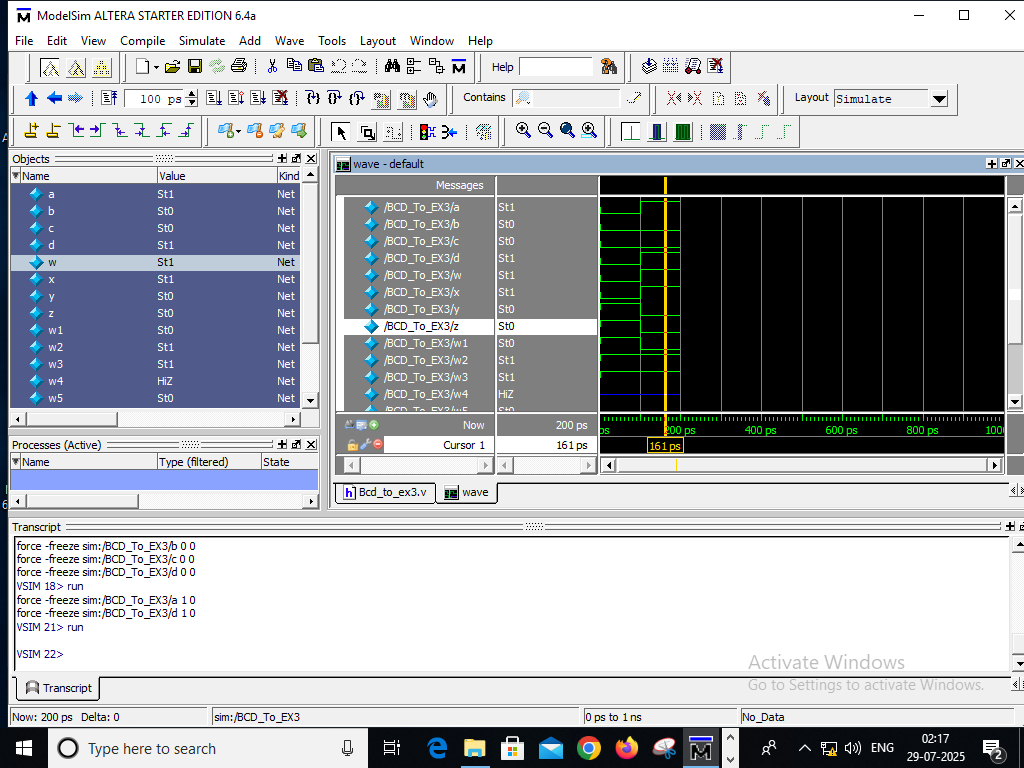 ModelSim ALTERA STARTER EDITION 6.4a
File Edit View Compile Simulate Add Wave Tools Layout Window Help
Help
100 ps
Contains
Layout Simulate
Objects
Name Value Kind
a St1 Net
b St0 Net
c St0 Net
d St1 Net
w St1 Net
x St1 Net
y St0 Net
z St0 Net
w1 St0 Net
w2 St1 Net
w3 St1 Net
w4 HiZ Net
w5 St0 Net
Processes (Active)
Name Type (filtered) State
wave - default
Messages
/BCD_To_EX3/a St1
/BCD_To_EX3/b St0
/BCD_To_EX3/c St0
/BCD_To_EX3/d St1
/BCD_To_EX3/w St1
/BCD_To_EX3/x St1
/BCD_To_EX3/y St0
/BCD_To_EX3/z St0
/BCD_To_EX3/w1 St0
/BCD_To_EX3/w2 St1
/BCD_To_EX3/w3 St1
/BCD_To_EX3/w4 HiZ
/BCD_To_EX3/w5 St0
Now 200 ps ps 200 ps 400 ps 600 ps 800 ps 100
Cursor 1 161 ps 161 ps
Bcd_to_ex3.v wave
Transcript
force -freeze sim:/BCD_To_EX3/b 0 0
force -freeze sim:/BCD_To_EX3/c 0 0
force -freeze sim:/BCD_To_EX3/d 0 0
VSIM 18> run
force -freeze sim:/BCD_To_EX3/a 1 0
force -freeze sim:/BCD_To_EX3/d 1 0
VSIM 21> run
VSIM 22>
Activate Windows
Go to Settings to activate Windows.
Transcript
Now: 200 ps Delta: 0 sim:/BCD_To_EX3 0 ps to 1 ns No_Data
Type here to search
ENG
02:17
29-07-2025
2